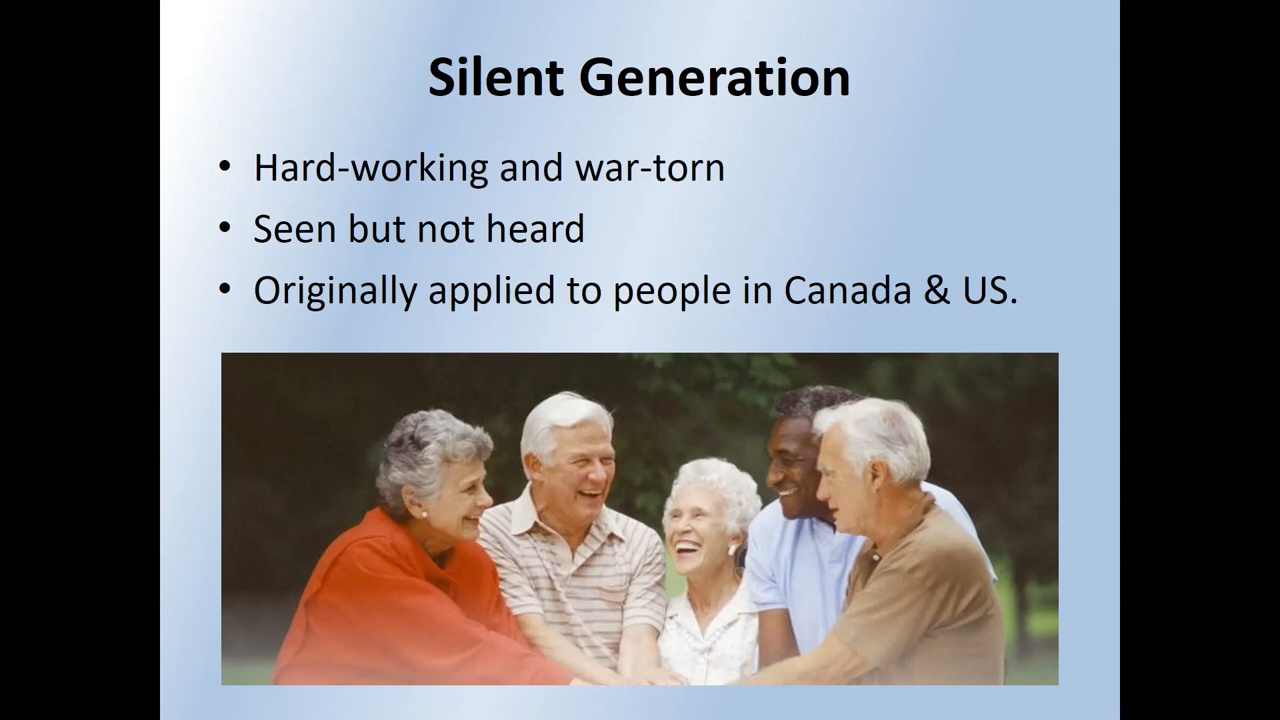 Silent Generation
• Hard-working and war-torn
• Seen but not heard
• Originally applied to people in Canada & US.